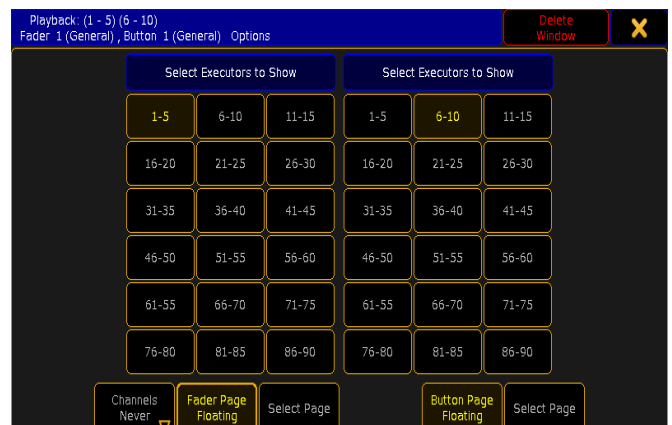 Playback: (1 - 5) (6 - 10)
Fader 1 (General) , Button 1 (General) Options
Delete
Window
Select Executors to Show
Select Executors to Show
1-5 6-10 11-15 1-5 6-10 11-15
16-20 21-25 26-30 16-20 21-25 26-30
31-35 36-40 41-45 31-35 36-40 41-45
46-50 51-55 56-60 46-50 51-55 56-60
61-55 66-70 71-75 61-55 66-70 71-75
76-80 81-85 86-90 76-80 81-85 86-90
Channels
Never
Fader Page
Floating
Select Page
Button Page
Floating
Select Page